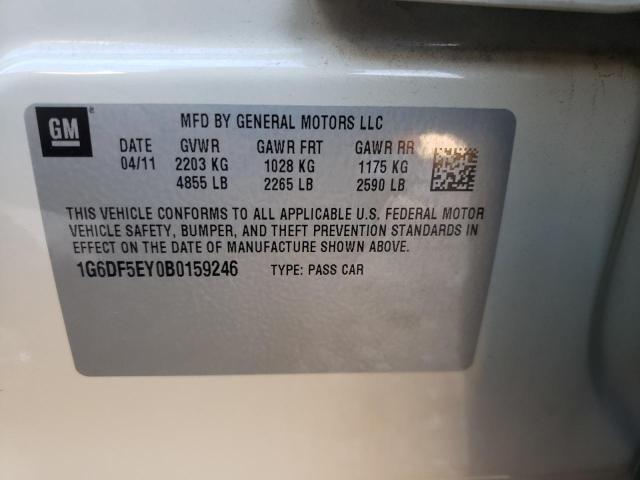 GM
MFD BY GENERAL MOTORS LLC
DATE GVWR GAWR FRT GAWR RR
04/11 2203 KG 1028 KG 1175 KG
4855 LB 2265 LB 2590 LB
THIS VEHICLE CONFORMS TO ALL APPLICABLE U.S. FEDERAL MOTOR
VEHICLE SAFETY, BUMPER, AND THEFT PREVENTION STANDARDS IN
EFFECT ON THE DATE OF MANUFACTURE SHOWN ABOVE.
1G6DF5EY0B0159246 TYPE: PASS CAR